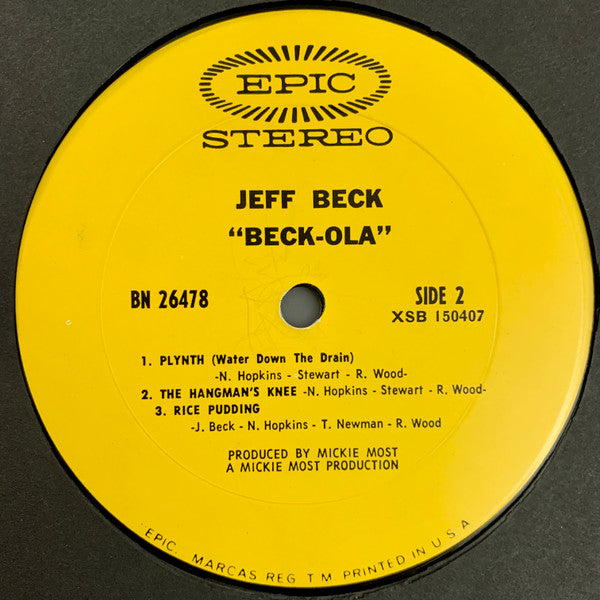 EPIC
STEREO
JEFF BECK
"BECK-OLA"
BN 26478
SIDE 2
XSB 150407
1. PLYNTH (Water Down The Drain)
-N. Hopkins - Stewart - R. Wood-
2. THE HANGMAN'S KNEE -N. Hopkins - Stewart - R. Wood-
3. RICE PUDDING
-J. Beck - N. Hopkins - T. Newman - R. Wood
PRODUCED BY MICKIE MOST
A MICKIE MOST PRODUCTION
EPIC. MARCAS REG T M PRINTED IN U S A